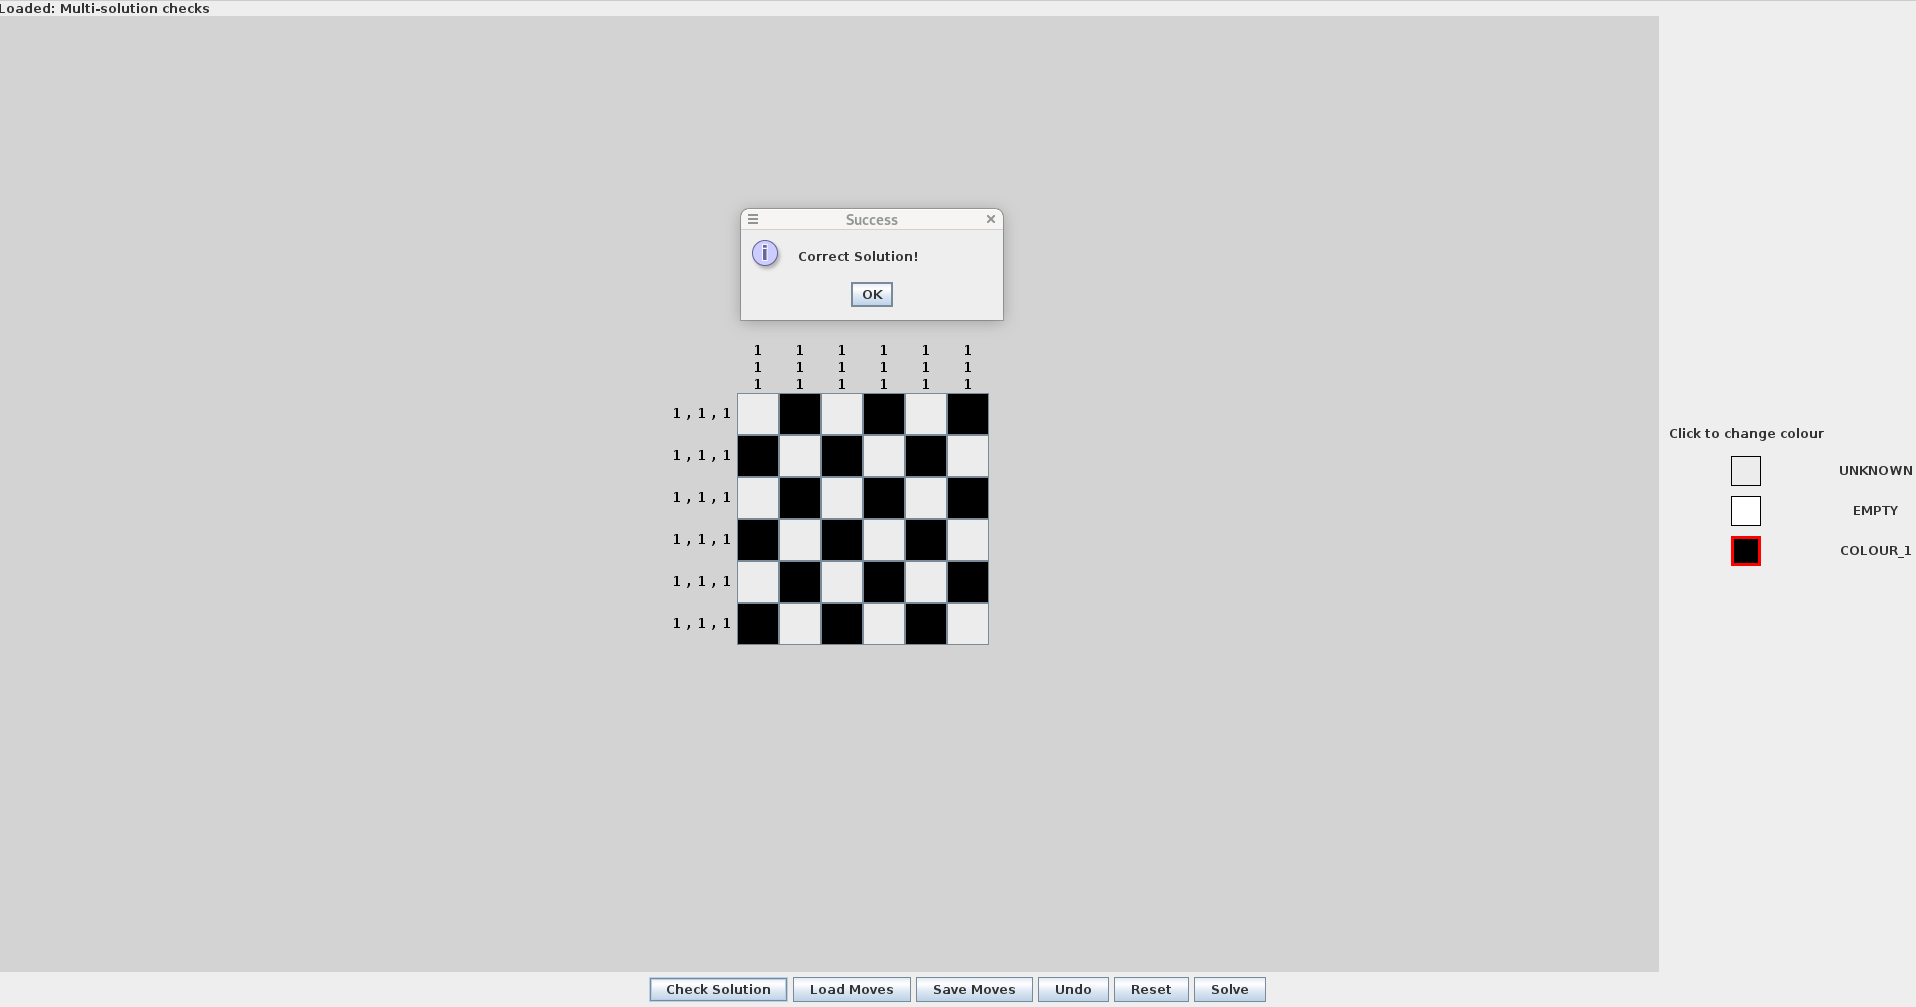 Loaded: Multi-solution checks
Success
i
Correct Solution!
OK
1 1 1 1 1 1
1 1 1 1 1 1
1 1 1 1 1 1
1 , 1 , 1
1 , 1 , 1
1 , 1 , 1
1 , 1 , 1
1 , 1 , 1
1 , 1 , 1
Click to change colour
UNKNOWN
EMPTY
COLOUR_1
Check Solution Load Moves Save Moves Undo Reset Solve